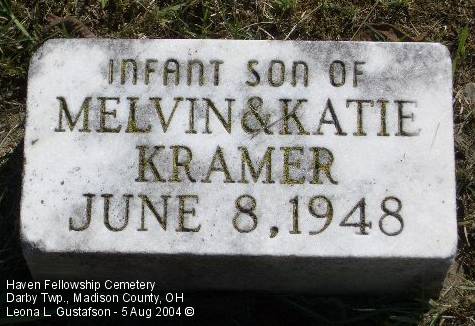 INFANT SON OF
MELVIN&KATIE
KRAMER
JUNE 8, 1948
Haven Fellowship Cemetery
Darby Twp., Madison County, OH
Leona L. Gustafson - 5 Aug 2004 ©